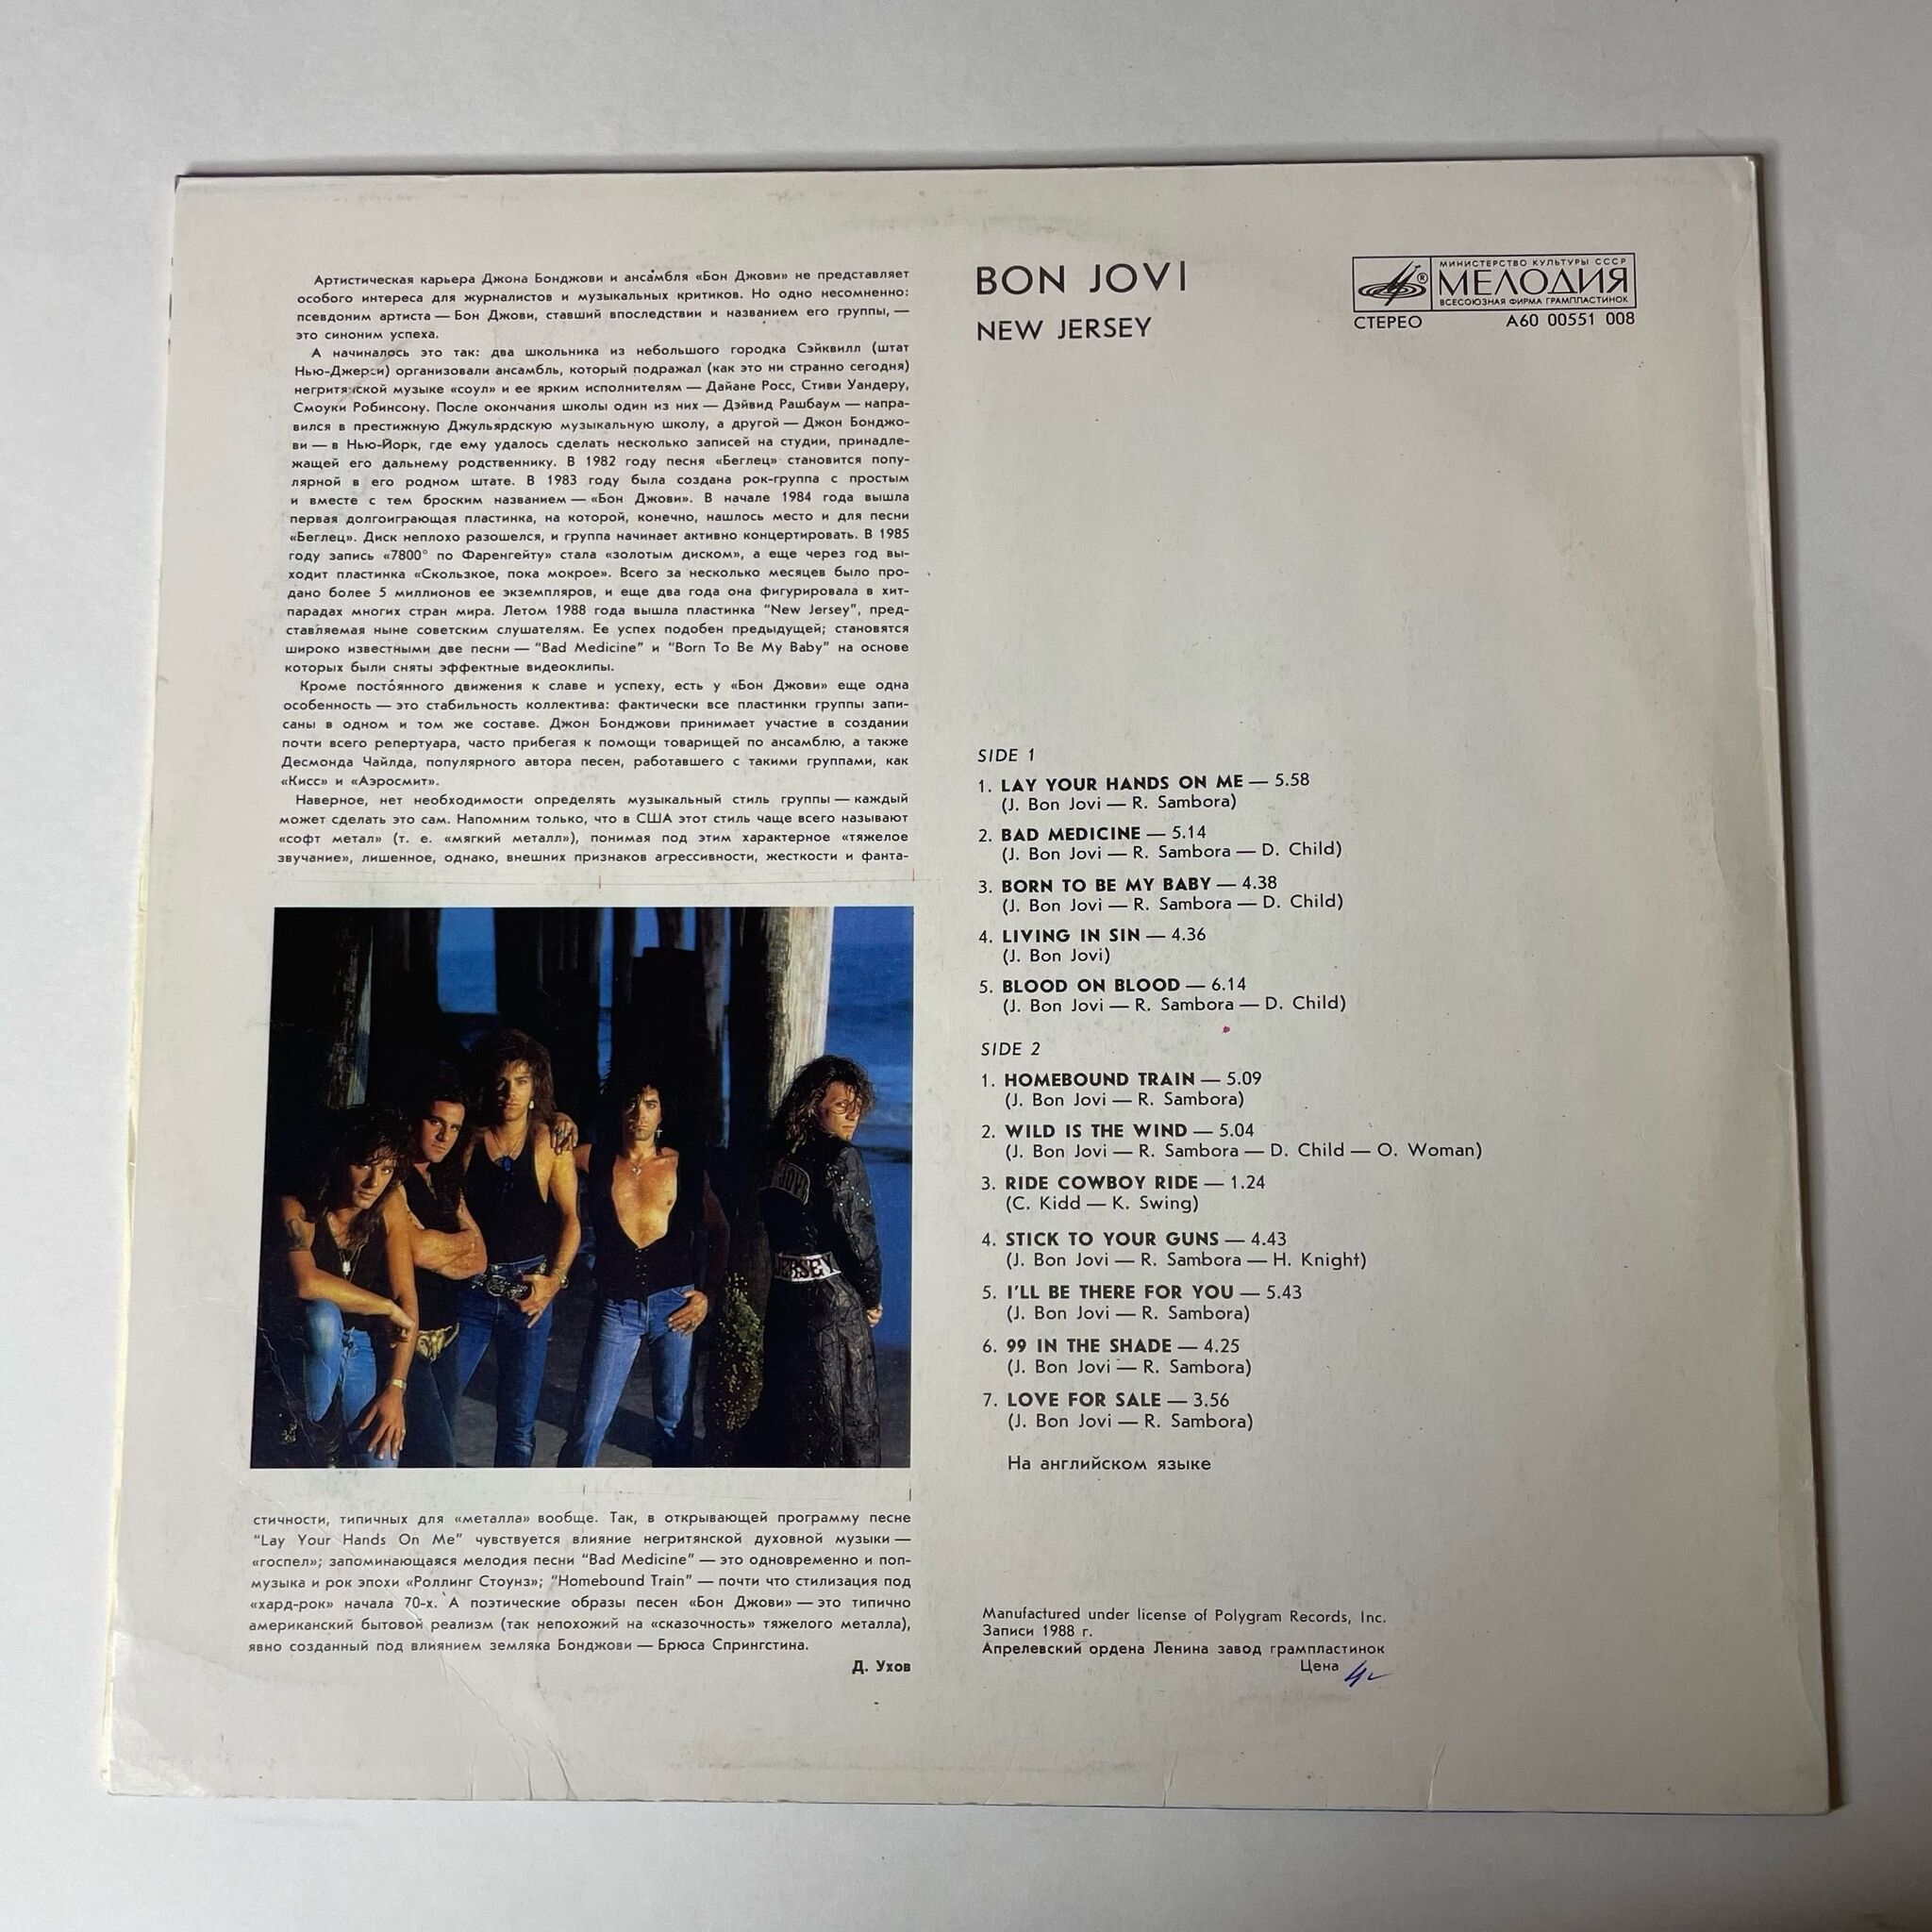 Артистическая карьера Джона Бонджови и ансамбля «Бон Джови» не представляет
особого интереса для журналистов и музыкальных критиков. Но одно несомненно:
псевдоним артиста — Бон Джови, ставший впоследствии и названием его группы, —
это синоним успеха.
А начиналось это так: два школьника из небольшого городка Сэйквилл (штат
Нью-Джерси) организовали ансамбль, который подражал (как это ни странно сегодня)
негритянской музыке «соул» и ее ярким исполнителям — Дайане Росс, Стиви Уандеру,
Смоуки Робинсону. После окончания школы один из них — Дэйвид Рашбаум — напра-
вился в престижную Джульярдскую музыкальную школу, а другой — Джон Бонджо-
ви — в Нью-Йорк, где ему удалось сделать несколько записей на студии, принадле-
жащей его дальнему родственнику. В 1982 году песня «Беглец» становится попу-
лярной в его родном штате. В 1983 году была создана рок-группа с простым
и вместе с тем броским названием — «Бон Джови». В начале 1984 года вышла
первая долгоиграющая пластинка, на которой, конечно, нашлось место и для песни
«Беглец». Диск неплохо разошелся, и группа начинает активно концертировать. В 1985
году запись «7800° по Фаренгейту» стала «золотым диском», а еще через год вы-
ходит пластинка «Скользкое, пока мокрое». Всего за несколько месяцев было про-
дано более 5 миллионов ее экземпляров, и еще два года она фигурировала в хит-
парадах многих стран мира. Летом 1988 года вышла пластинка "New Jersey", пред-
ставляемая ныне советским слушателям. Ее успех подобен предыдущей; становятся
широко известными две песни — "Bad Medicine" и "Born To Be My Baby" на основе
которых были сняты эффектные видеоклипы.
Кроме постоянного движения к славе и успеху, есть у «Бон Джови» еще одна
особенность — это стабильность коллектива: фактически все пластинки группы запи-
саны в одном и том же составе. Джон Бонджови принимает участие в создании
почти всего репертуара, часто прибегая к помощи товарищей по ансамблю, а также
Десмонда Чайлда, популярного автора песен, работавшего с такими группами, как
«Кисс» и «Аэросмит».
Наверное, нет необходимости определять музыкальный стиль группы — каждый
может сделать это сам. Напомним только, что в США этот стиль чаще всего называют
«софт метал» (т. е. «мягкий металл»), понимая под этим характерное «тяжелое
звучание», лишенное, однако, внешних признаков агрессивности, жесткости и фанта-
JOVI
JERSEY
стичности, типичных для «металла» вообще. Так, в открывающей программу песне
"Lay Your Hands On Me" чувствуется влияние негритянской духовной музыки —
«госпел»; запоминающаяся мелодия песни "Bad Medicine" — это одновременно и поп-
музыка и рок эпохи «Роллинг Стоунз»; "Homebound Train" — почти что стилизация под
«хард-рок» начала 70-х. А поэтические образы песен «Бон Джови» — это типично
американский бытовой реализм (так непохожий на «сказочность» тяжелого металла),
явно созданный под влиянием земляка Бонджови — Брюса Спрингстина.
Д. Ухов
BON JOVI
NEW JERSEY
МИНИСТЕРСТВО КУЛЬТУРЫ СССР
® МЕЛОДИЯ
ВСЕСОЮЗНАЯ ФИРМА ГРАМПЛАСТИНОК
СТЕРЕО А60 00551 008
SIDE 1
1. LAY YOUR HANDS ON ME — 5.58
(J. Bon Jovi — R. Sambora)
2. BAD MEDICINE — 5.14
(J. Bon Jovi — R. Sambora — D. Child)
3. BORN TO BE MY BABY — 4.38
(J. Bon Jovi — R. Sambora — D. Child)
4. LIVING IN SIN — 4.36
(J. Bon Jovi)
5. BLOOD ON BLOOD — 6.14
(J. Bon Jovi — R. Sambora — D. Child)
SIDE 2
1. HOMEBOUND TRAIN — 5.09
(J. Bon Jovi — R. Sambora)
2. WILD IS THE WIND — 5.04
(J. Bon Jovi — R. Sambora — D. Child — O. Woman)
3. RIDE COWBOY RIDE — 1.24
(C. Kidd — K. Swing)
4. STICK TO YOUR GUNS — 4.43
(J. Bon Jovi — R. Sambora — H. Knight)
5. I'LL BE THERE FOR YOU — 5.43
(J. Bon Jovi — R. Sambora)
6. 99 IN THE SHADE — 4.25
(J. Bon Jovi — R. Sambora)
7. LOVE FOR SALE — 3.56
(J. Bon Jovi — R. Sambora)
На английском языке
Manufactured under license of Polygram Records, Inc.
Записи 1988 г.
Апрелевский ордена Ленина завод грампластинок
Цена